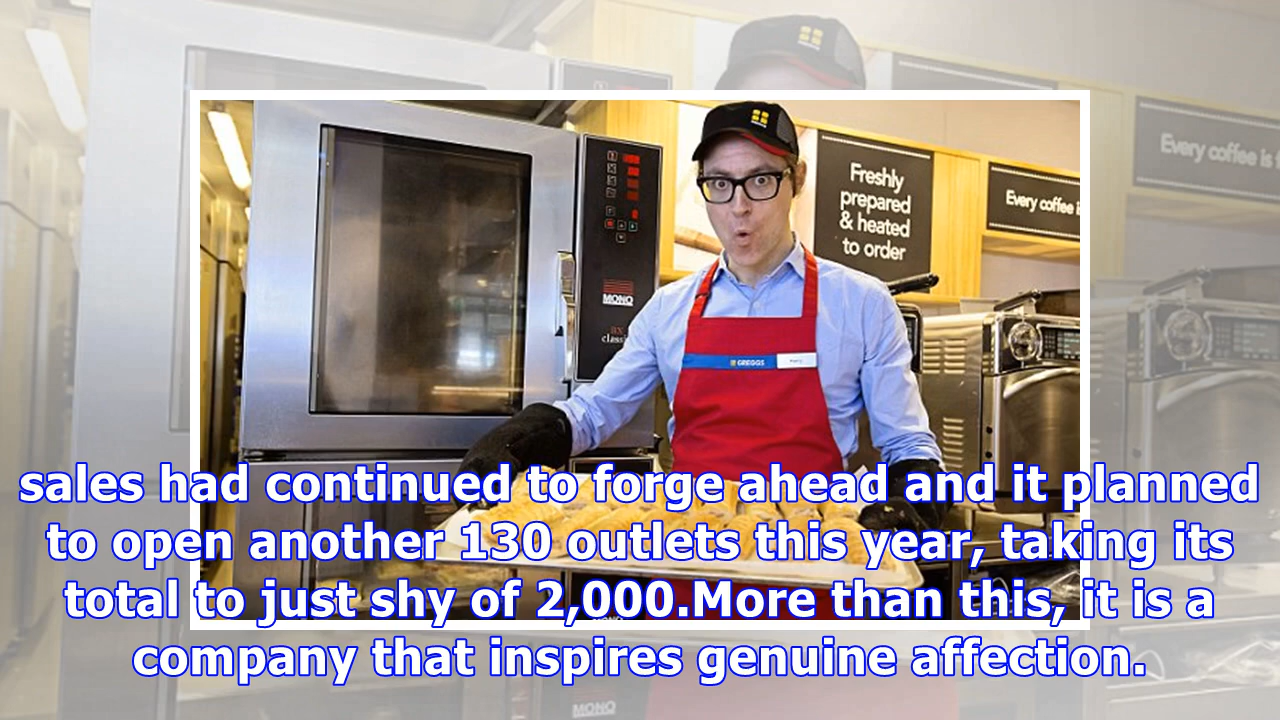 Freshly
prepared
& heated
to order
Every coffee is
Every coffee i
MONO
GREGGS
sales had continued to forge ahead and it planned
to open another 130 outlets this year, taking its
total to just shy of 2,000.More than this, it is a
company that inspires genuine affection.
MONO